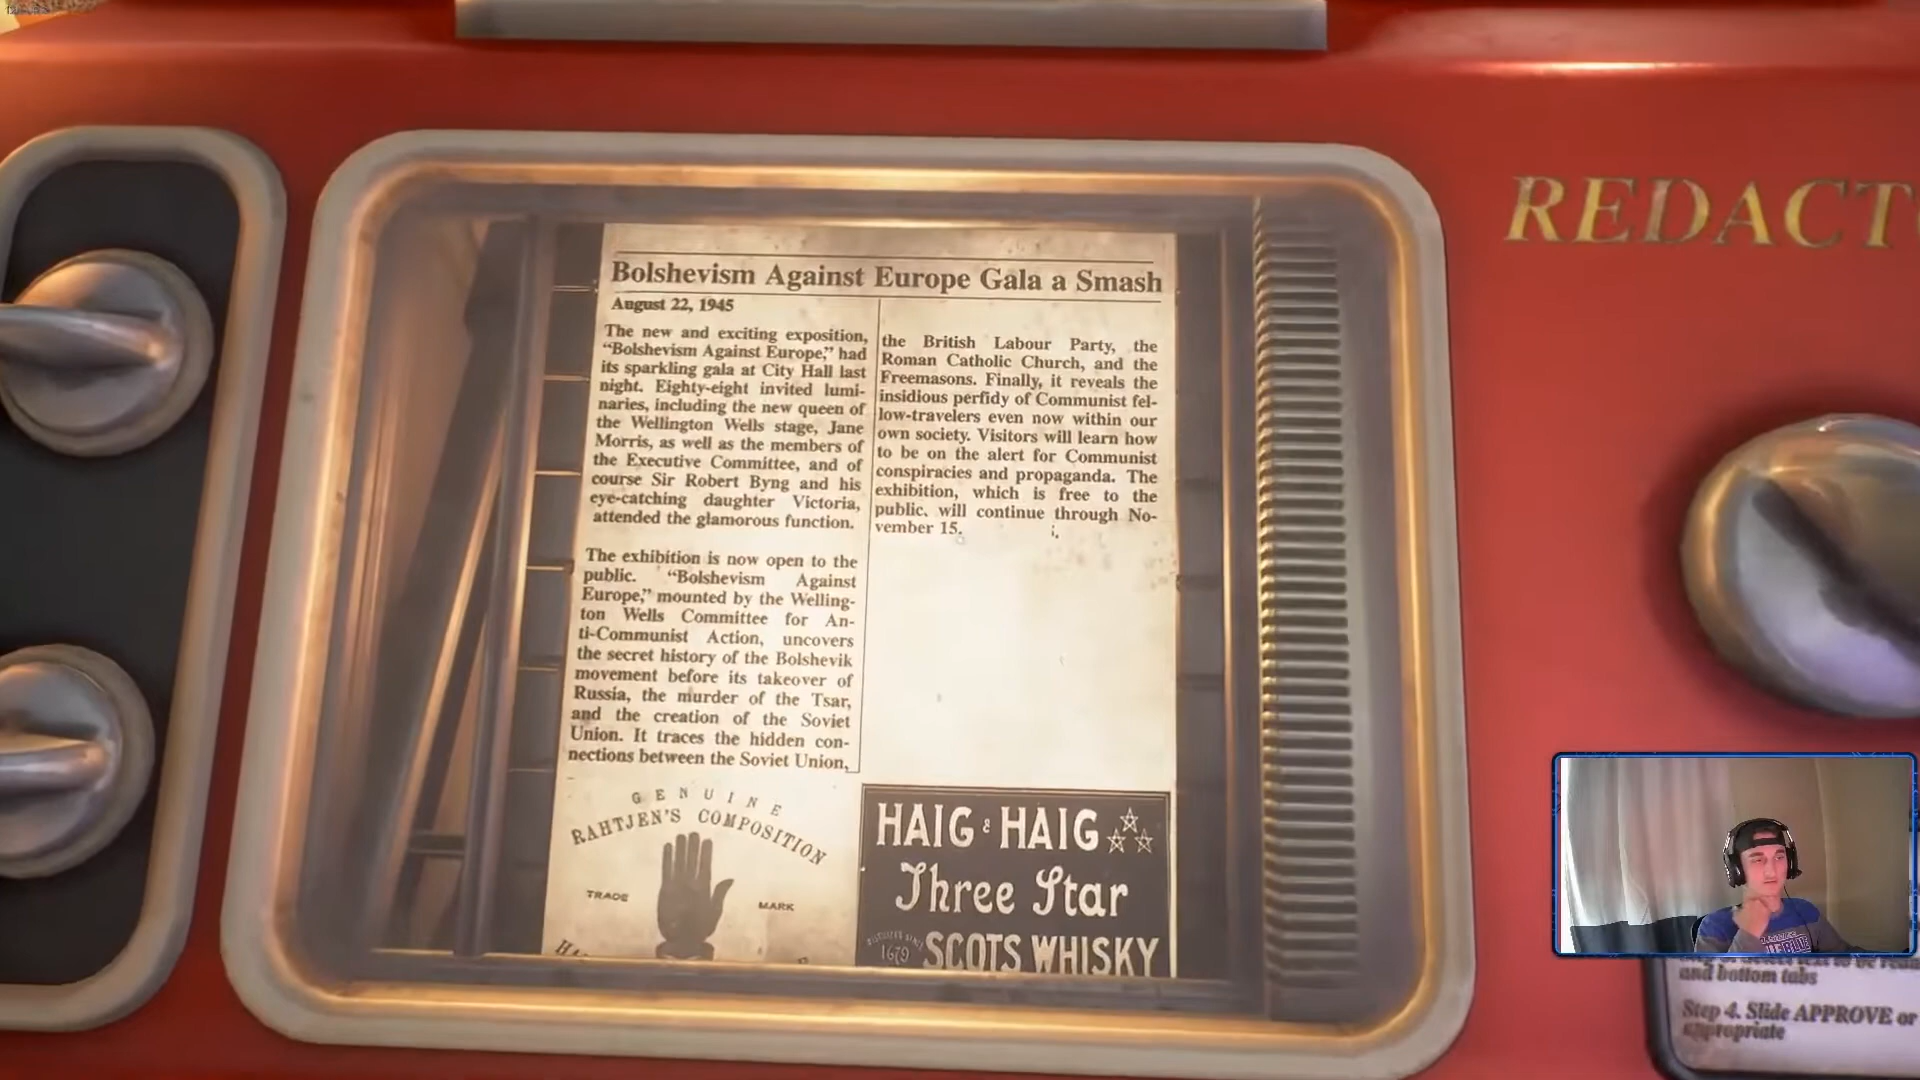 REDACT
Bolshevism Against Europe Gala a Smash
August 22, 1945
The new and exciting exposition,
“Bolshevism Against Europe,” had
its sparkling gala at City Hall last
night. Eighty-eight invited lumi-
naries, including the new queen of
the Wellington Wells stage, Jane
Morris, as well as the members of
the Executive Committee, and of
course Sir Robert Byng and his
eye-catching daughter Victoria,
attended the glamorous function.
The exhibition is now open to the
public. “Bolshevism Against
Europe,” mounted by the Welling-
ton Wells Committee for An-
ti-Communist Action, uncovers
the secret history of the Bolshevik
movement before its takeover of
Russia, the murder of the Tsar,
and the creation of the Soviet
Union. It traces the hidden con-
nections between the Soviet Union,
the British Labour Party, the
Roman Catholic Church, and the
Freemasons. Finally, it reveals the
insidious perfidy of Communist fel-
low-travelers even now within our
own society. Visitors will learn how
to be on the alert for Communist
conspiracies and propaganda. The
exhibition, which is free to the
public, will continue through No-
vember 15.
GENUINE
RAHTJEN'S COMPOSITION
TRADE MARK
HAIG & HAIG
Three Star
1679 SCOTS WHISKY
and bottom tabs
Step 4. Slide APPROVE or
appropriate